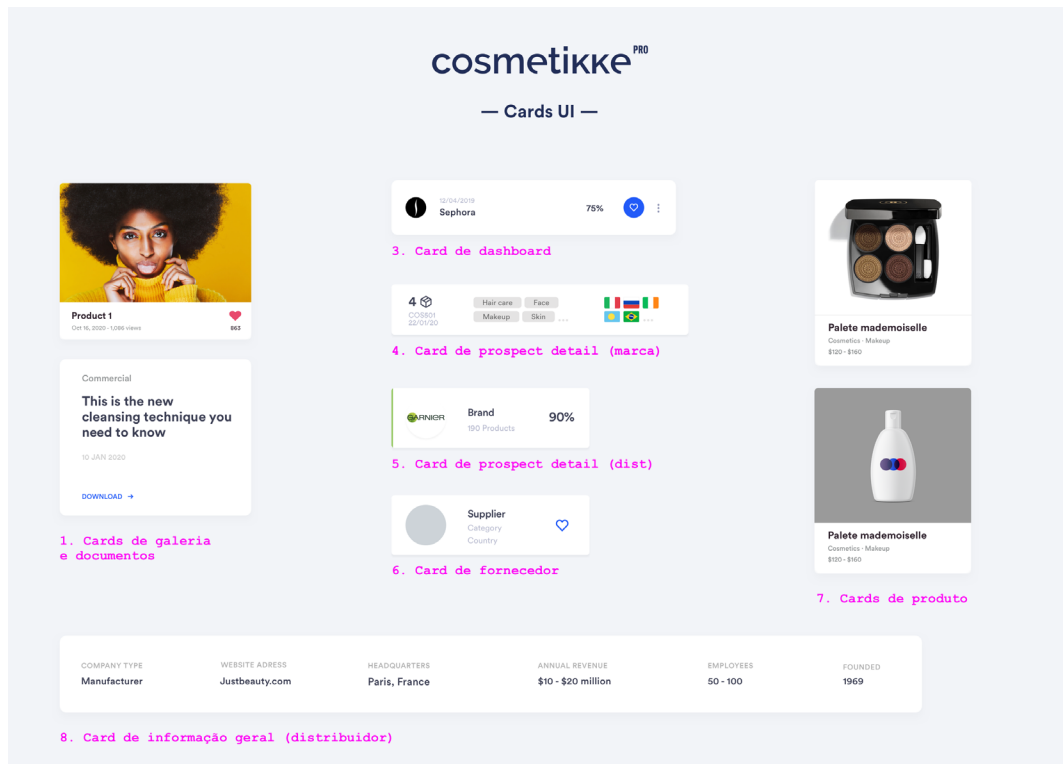 cosmetikke PRO
— Cards UI —
Product 1
Oct 16, 2020 · 1,096 views
963
Commercial
This is the new
cleansing technique you
need to know
10 JAN 2020
DOWNLOAD →
1. Cards de galeria
e documentos
12/04/2019
Sephora
75%
3. Card de dashboard
4
COS501
22/01/20
Hair care Face
Makeup Skin ...
...
4. Card de prospect detail (marca)
GARNIER
Brand
190 Products
90%
5. Card de prospect detail (dist)
Supplier
Category
Country
6. Card de fornecedor
Palete mademoiselle
Cosmetics · Makeup
$120 - $160
Palete mademoiselle
Cosmetics · Makeup
$120 - $160
7. Cards de produto
COMPANY TYPE
Manufacturer
WEBSITE ADRESS
Justbeauty.com
HEADQUARTERS
Paris, France
ANNUAL REVENUE
$10 - $20 million
EMPLOYEES
50 - 100
FOUNDED
1969
8. Card de informação geral (distribuidor)